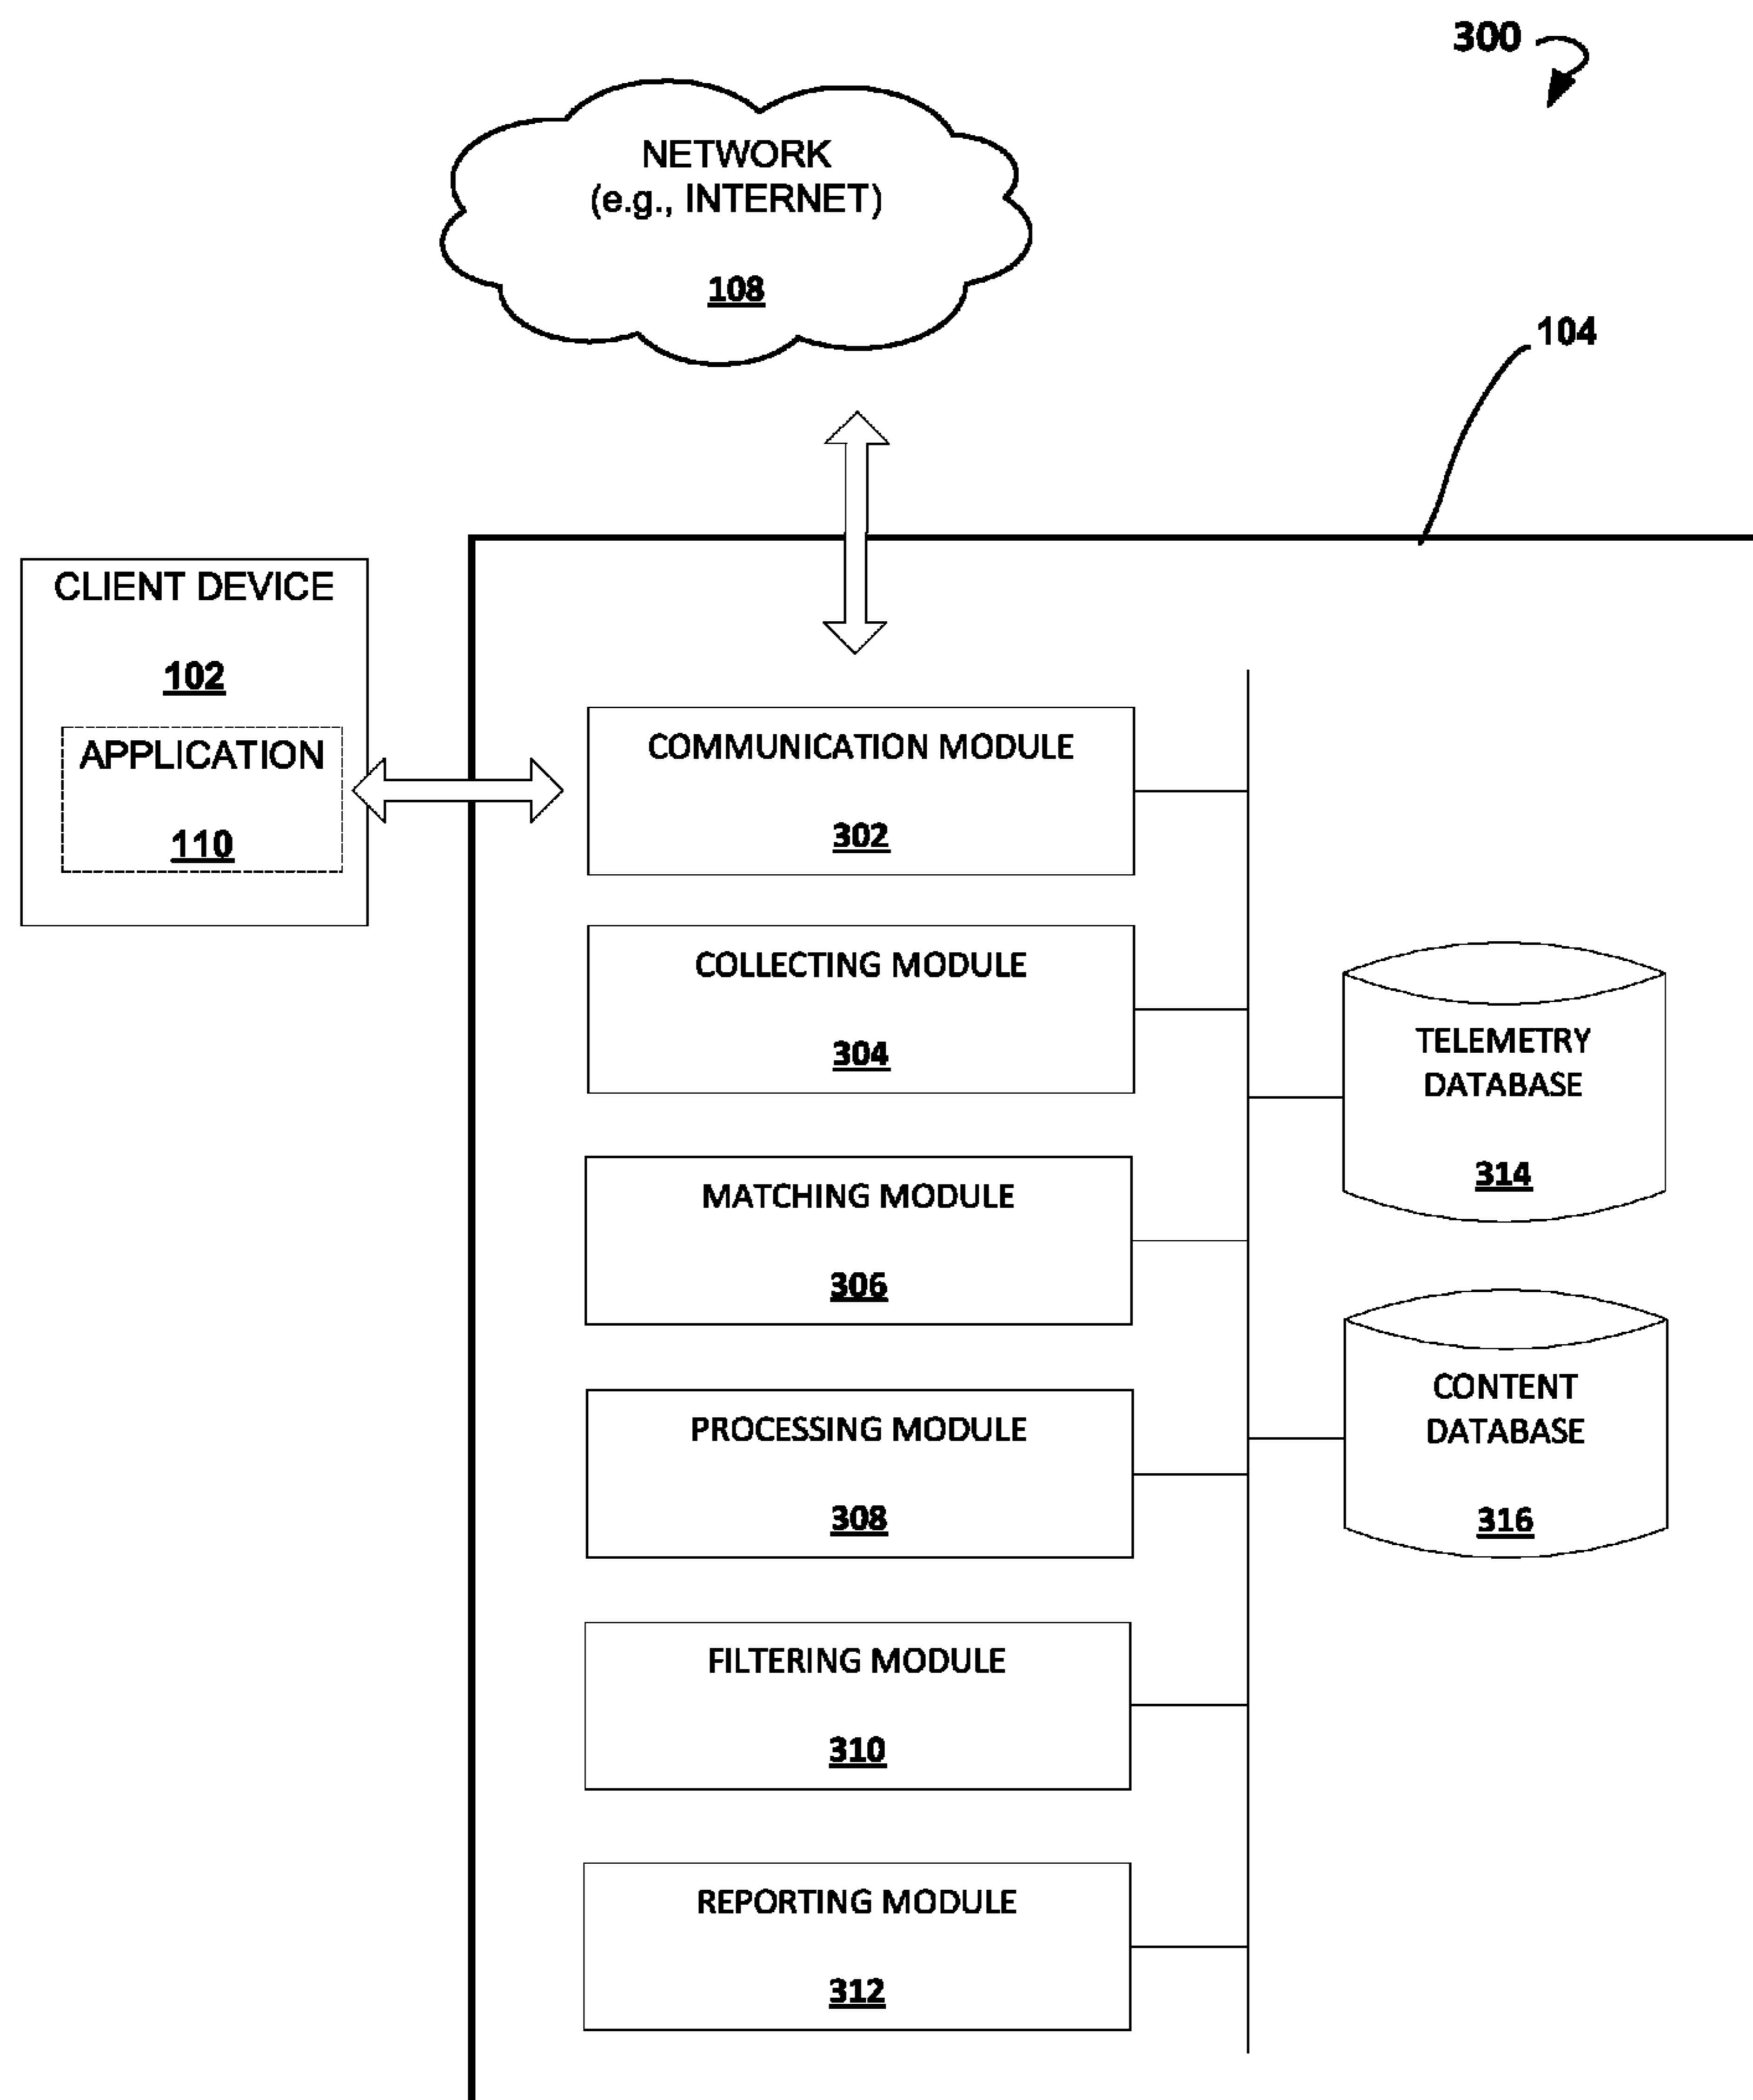 300
NETWORK
(e.g., INTERNET)
108
104
CLIENT DEVICE
102
APPLICATION
110
COMMUNICATION MODULE
302
COLLECTING MODULE
304
TELEMETRY
DATABASE
314
MATCHING MODULE
306
CONTENT
DATABASE
316
PROCESSING MODULE
308
FILTERING MODULE
310
REPORTING MODULE
312